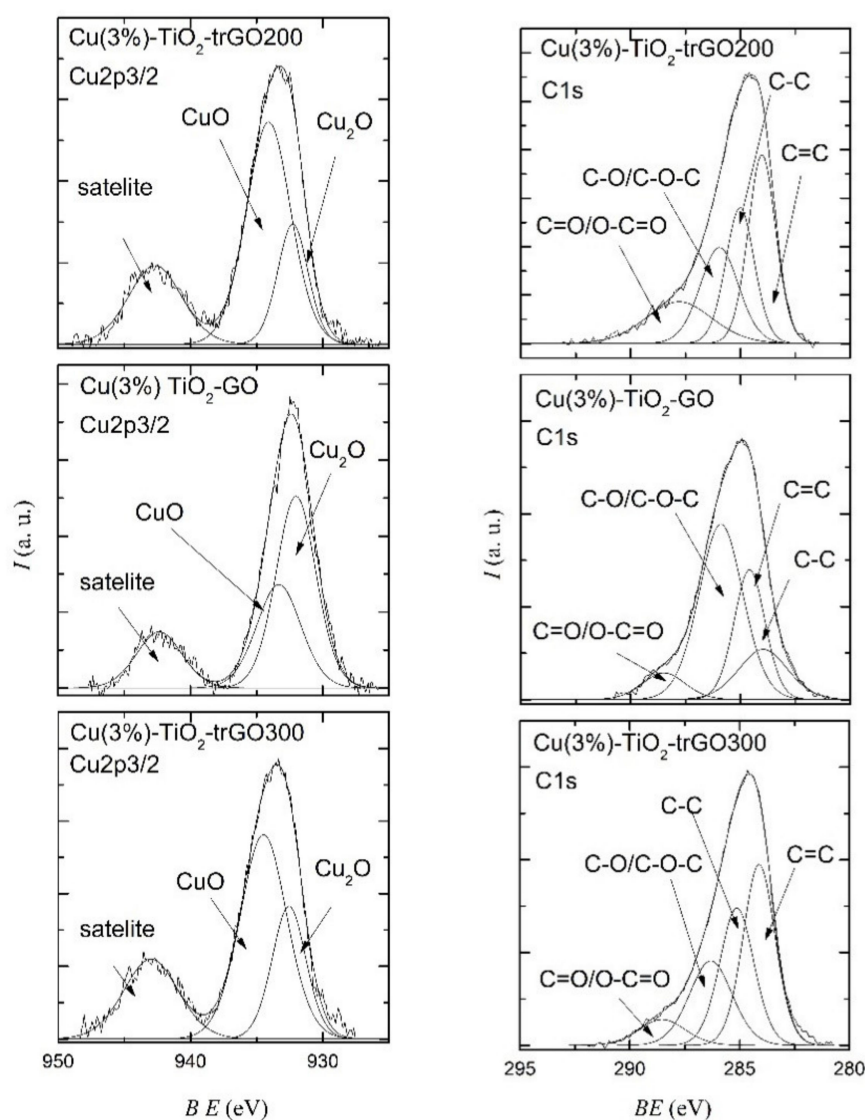 Cu(3%)-TiO₂-trGO200
Cu2p3/2
CuO
Cu₂O
satelite
Cu(3%) TiO₂-GO
Cu2p3/2
Cu₂O
CuO
satelite
Cu(3%)-TiO₂-trGO300
Cu2p3/2
CuO
Cu₂O
satelite
I (a. u.)
950 940 930
B E (eV)
Cu(3%)-TiO₂-trGO200
C1s
C-C
C=C
C-O/C-O-C
C=O/O-C=O
Cu(3%)-TiO₂-GO
C1s
C-O/C-O-C
C=C
C-C
C=O/O-C=O
Cu(3%)-TiO₂-trGO300
C1s
C-C
C-O/C-O-C
C=C
C=O/O-C=O
I (a. u.)
295 290 285 280
BE (eV)